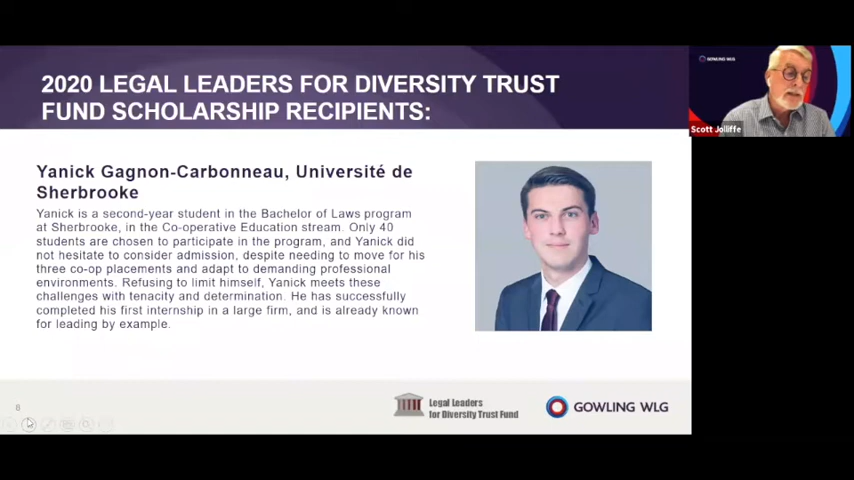 2020 LEGAL LEADERS FOR DIVERSITY TRUST
FUND SCHOLARSHIP RECIPIENTS:
GOWLING WLG
Scott Jolliffe
Yanick Gagnon-Carbonneau, Université de
Sherbrooke
Yanick is a second-year student in the Bachelor of Laws program
at Sherbrooke, in the Co-operative Education stream. Only 40
students are chosen to participate in the program, and Yanick did
not hesitate to consider admission, despite needing to move for his
three co-op placements and adapt to demanding professional
environments. Refusing to limit himself, Yanick meets these
challenges with tenacity and determination. He has successfully
completed his first internship in a large firm, and is already known
for leading by example.
8
Legal Leaders
for Diversity Trust Fund
GOWLING WLG